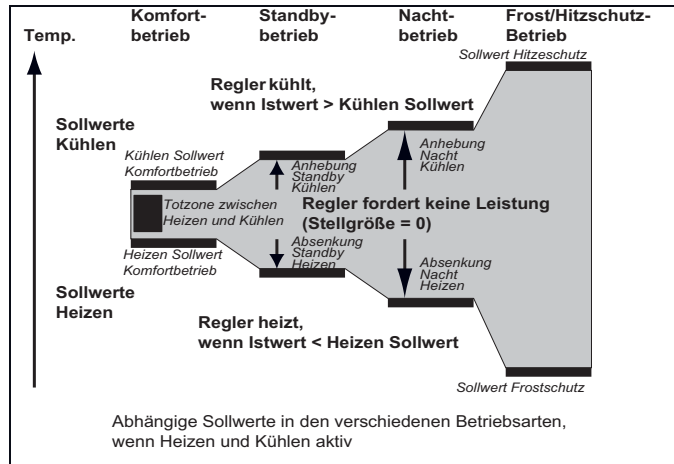 Komfort-
betrieb
Standby-
betrieb
Nacht-
betrieb
Frost/Hitzschutz-
Betrieb
Temp.
Sollwert Hitzeschutz
Regler kühlt,
wenn Istwert > Kühlen Sollwert
Sollwerte
Kühlen
Kühlen Sollwert
Komfortbetrieb
Anhebung
Standby
Kühlen
Anhebung
Nacht
Kühlen
Totzone zwischen
Heizen und Kühlen
Regler fordert keine Leistung
(Stellgröße = 0)
Heizen Sollwert
Komfortbetrieb
Absenkung
Standby
Heizen
Absenkung
Nacht
Heizen
Sollwerte
Heizen
Regler heizt,
wenn Istwert < Heizen Sollwert
Sollwert Frostschutz
Abhängige Sollwerte in den verschiedenen Betriebsarten,
wenn Heizen und Kühlen aktiv